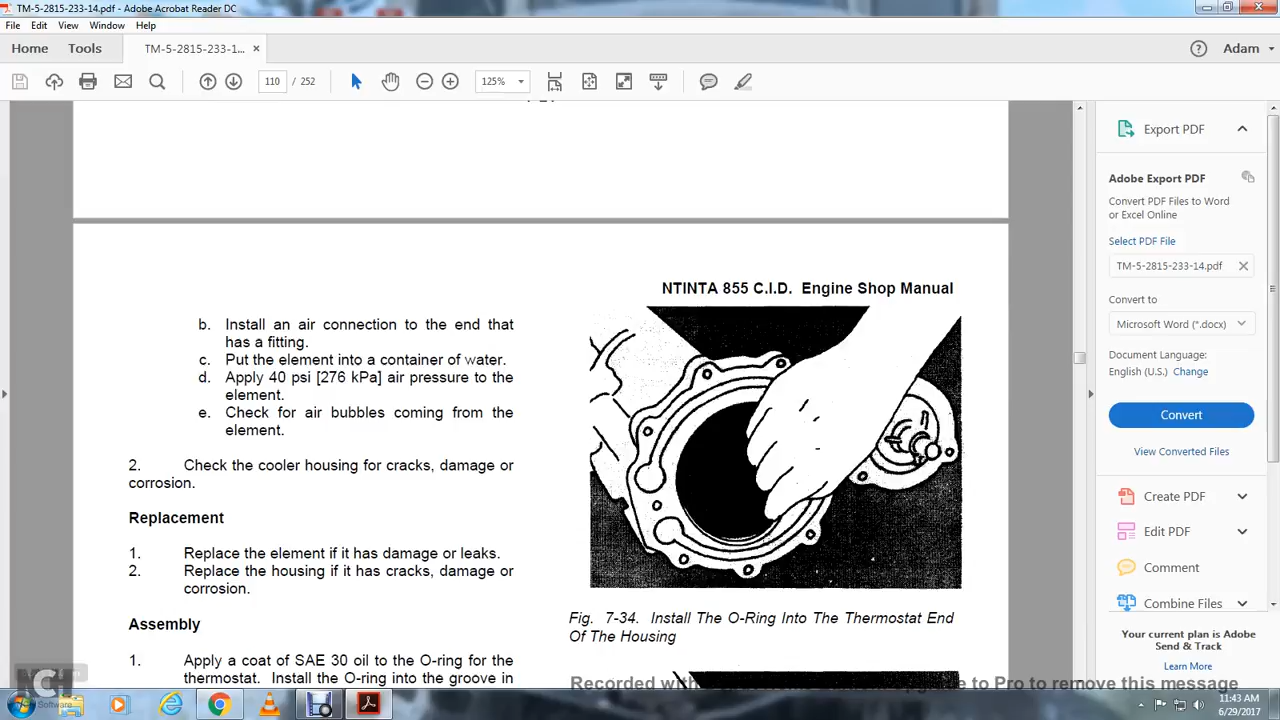 TM-5-2815-233-14.pdf - Adobe Acrobat Reader DC
File Edit View Window Help
Home Tools TM-5-2815-233-1... × Adam
110 / 252 125%
b. Install an air connection to the end that
has a fitting.
c. Put the element into a container of water.
d. Apply 40 psi [276 kPa] air pressure to the
element.
e. Check for air bubbles coming from the
element.
2. Check the cooler housing for cracks, damage or
corrosion.
Replacement
1. Replace the element if it has damage or leaks.
2. Replace the housing if it has cracks, damage or
corrosion.
Assembly
1. Apply a coat of SAE 30 oil to the O-ring for the
thermostat. Install the O-ring into the groove in
NTINTA 855 C.I.D. Engine Shop Manual
Fig. 7-34. Install The O-Ring Into The Thermostat End
Of The Housing
Export PDF
Adobe Export PDF
Convert PDF Files to Word
or Excel Online
Select PDF File
TM-5-2815-233-14.pdf
Convert to
Microsoft Word (*.docx)
Document Language:
English (U.S.) Change
Convert
View Converted Files
Create PDF
Edit PDF
Comment
Combine Files
Your current plan is Adobe
Send & Track
Learn More
Recorded with to Pro to remove this message
NCH
Software
11:43 AM
6/29/2017